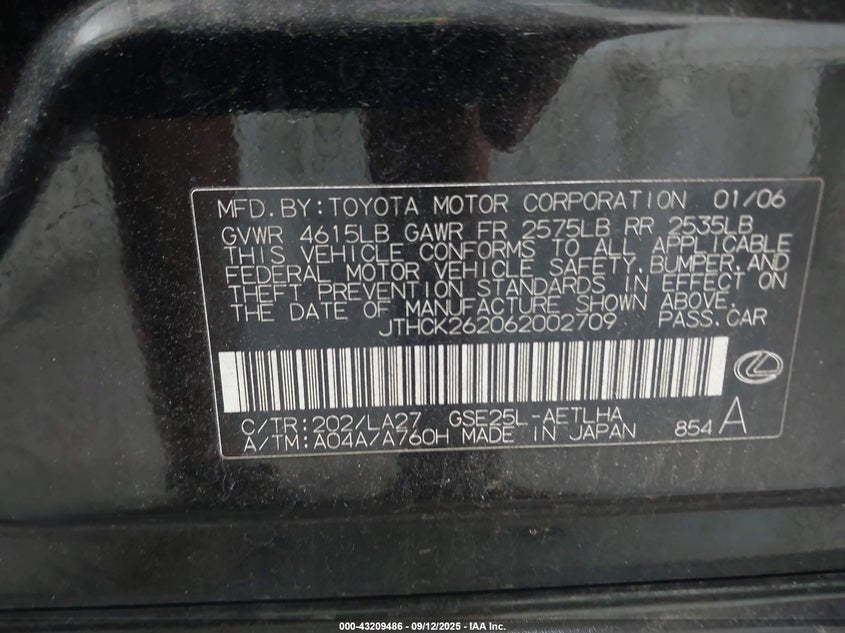 MFD. BY: TOYOTA MOTOR CORPORATION 01/06
GVWR 4615LB GAWR FR 2575LB RR 2535LB
THIS VEHICLE CONFORMS TO ALL APPLICABLE
FEDERAL MOTOR VEHICLE SAFETY, BUMPER, AND
THEFT PREVENTION STANDARDS IN EFFECT ON
THE DATE OF MANUFACTURE SHOWN ABOVE.
JTHCK262062002709 PASS. CAR
C/TR: 202/LA27 GSE25L-AETLHA
A/TM: A04A/A760H MADE IN JAPAN 854 A
000-43209486 - 09/12/2025 - IAA Inc.